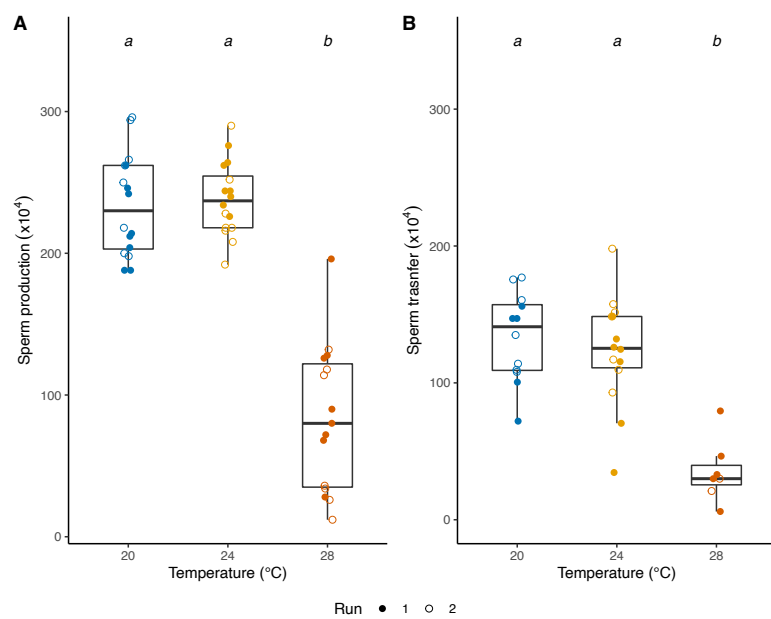 A
a a b
Sperm production (x10⁴)
300
200
100
0
20 24 28
Temperature (°C)
B
a a b
Sperm trasnfer (x10⁴)
300
200
100
0
20 24 28
Temperature (°C)
Run 1 2